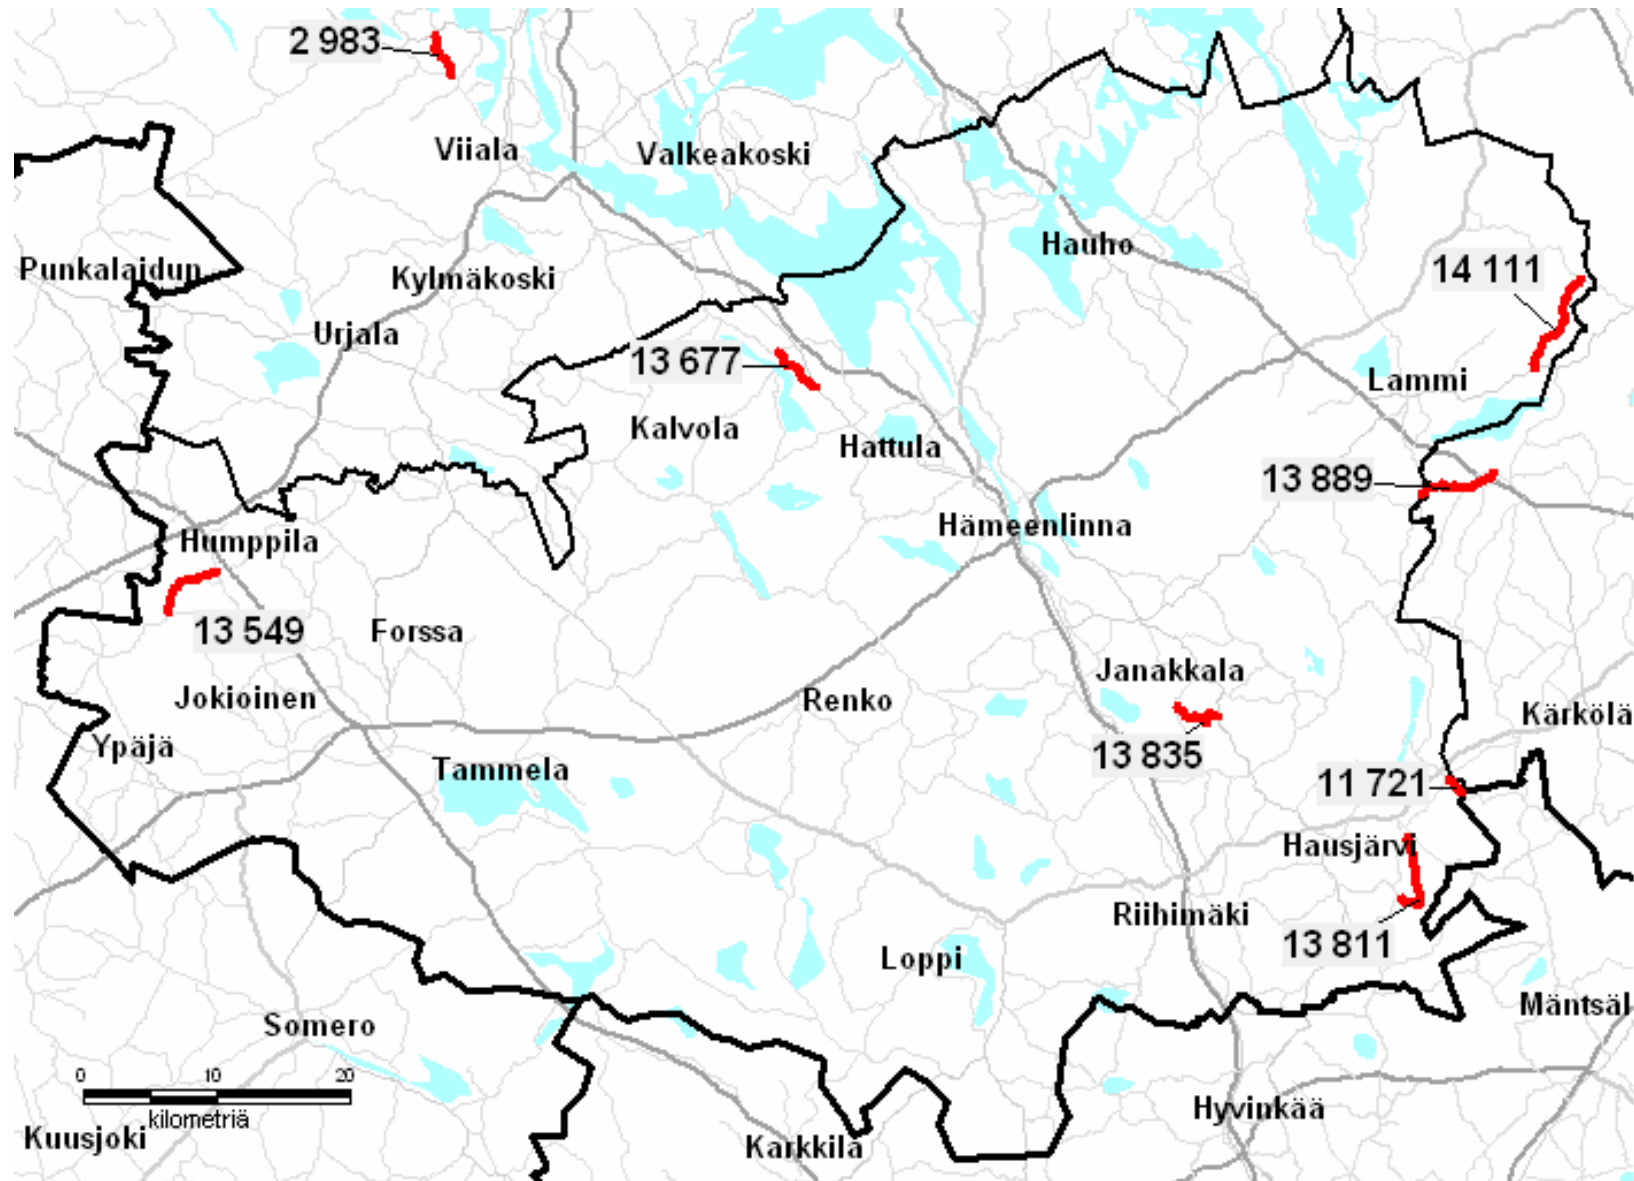 2 983
Viiala
Valkeakoski
Hauho
Punkalaidun
Kylmäkoski
14 111
Urjala
13 677
Lammi
Kalvola
Hattula
13 889
Hämeenlinna
Humppila
13 549
Forssa
Janakkala
Jokioinen
Renko
Kärkölä
Ypäjä
13 835
Tammela
11 721
Hausjärvi
Riihimäki
13 811
Loppi
Mäntsäl
Somero
0 10 20
kilometriä
Hyvinkää
Kuusjoki
Karkkila